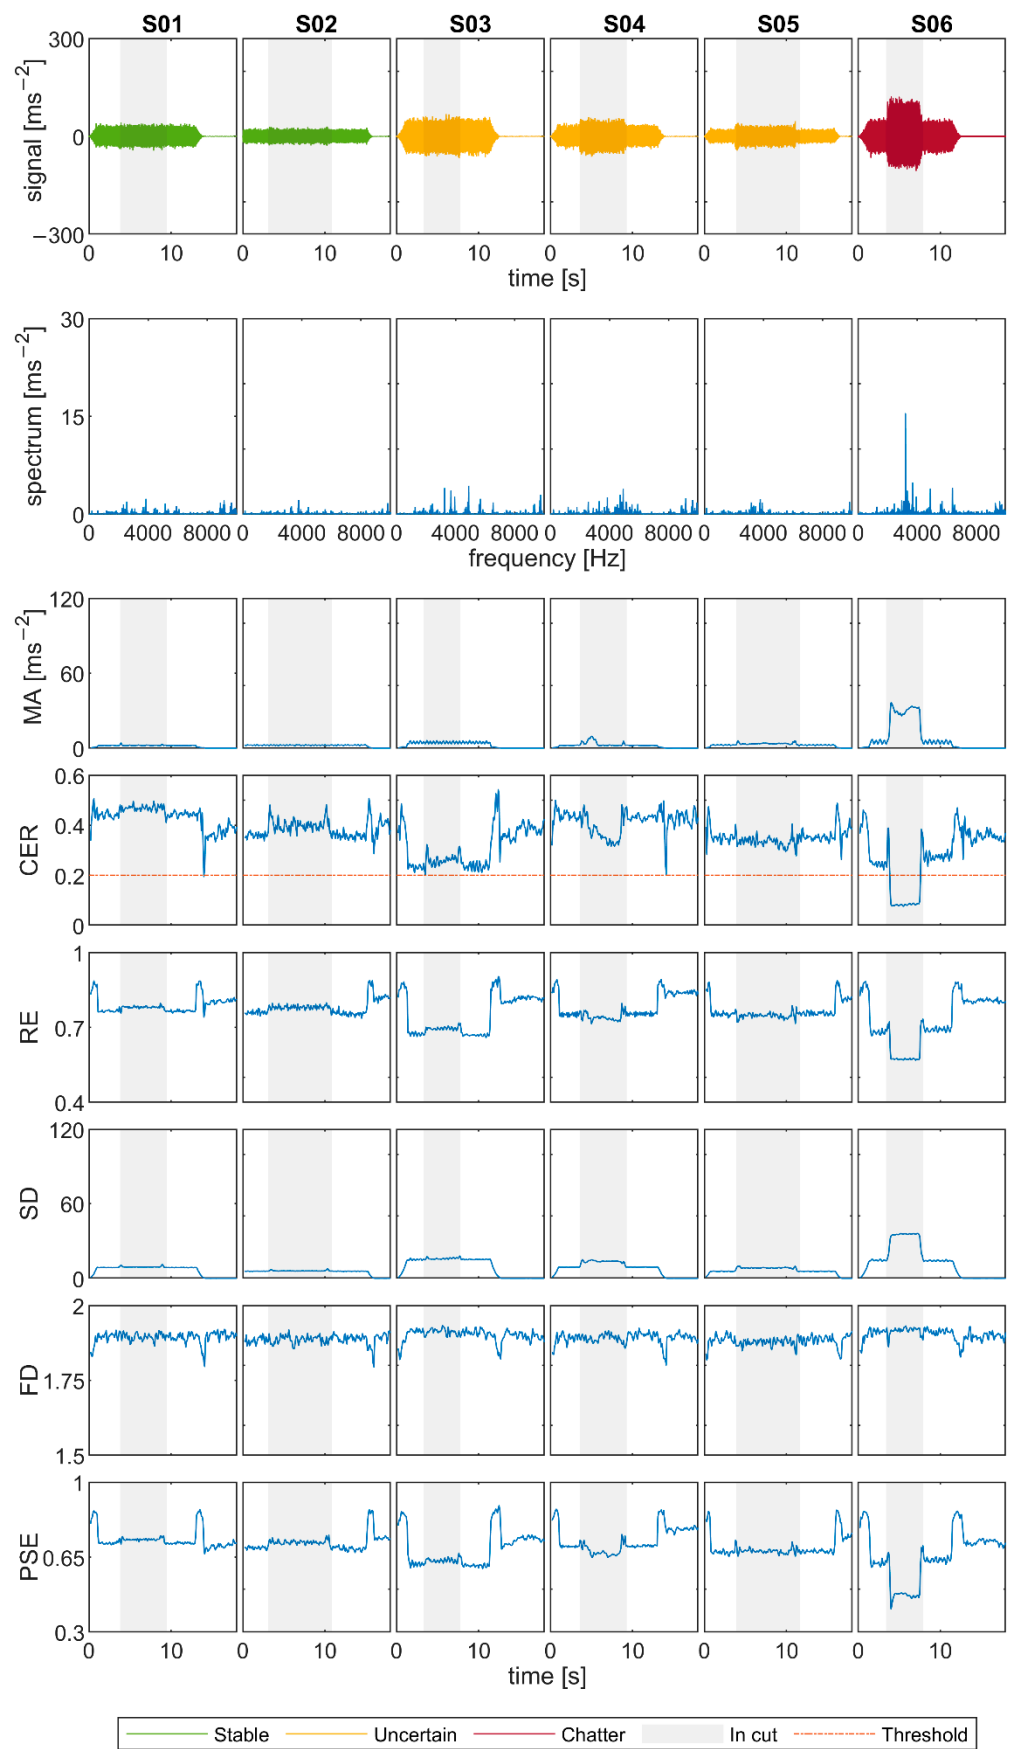 S01 S02 S03 S04 S05 S06
signal [ms−2]
300
0
−300
0 10 0 10 0 10 0 10 0 10 0 10
time [s]
spectrum [ms−2]
30
15
0
0 4000 8000 0 4000 8000 0 4000 8000 0 4000 8000 0 4000 8000 0 4000 8000
frequency [Hz]
MA [ms−2]
120
60
0
CER
0.6
0.4
0.2
0
RE
1
0.7
0.4
SD
120
60
0
FD
2
1.75
1.5
PSE
1
0.65
0.3
0 10 0 10 0 10 0 10 0 10 0 10
time [s]
Stable Uncertain Chatter In cut Threshold